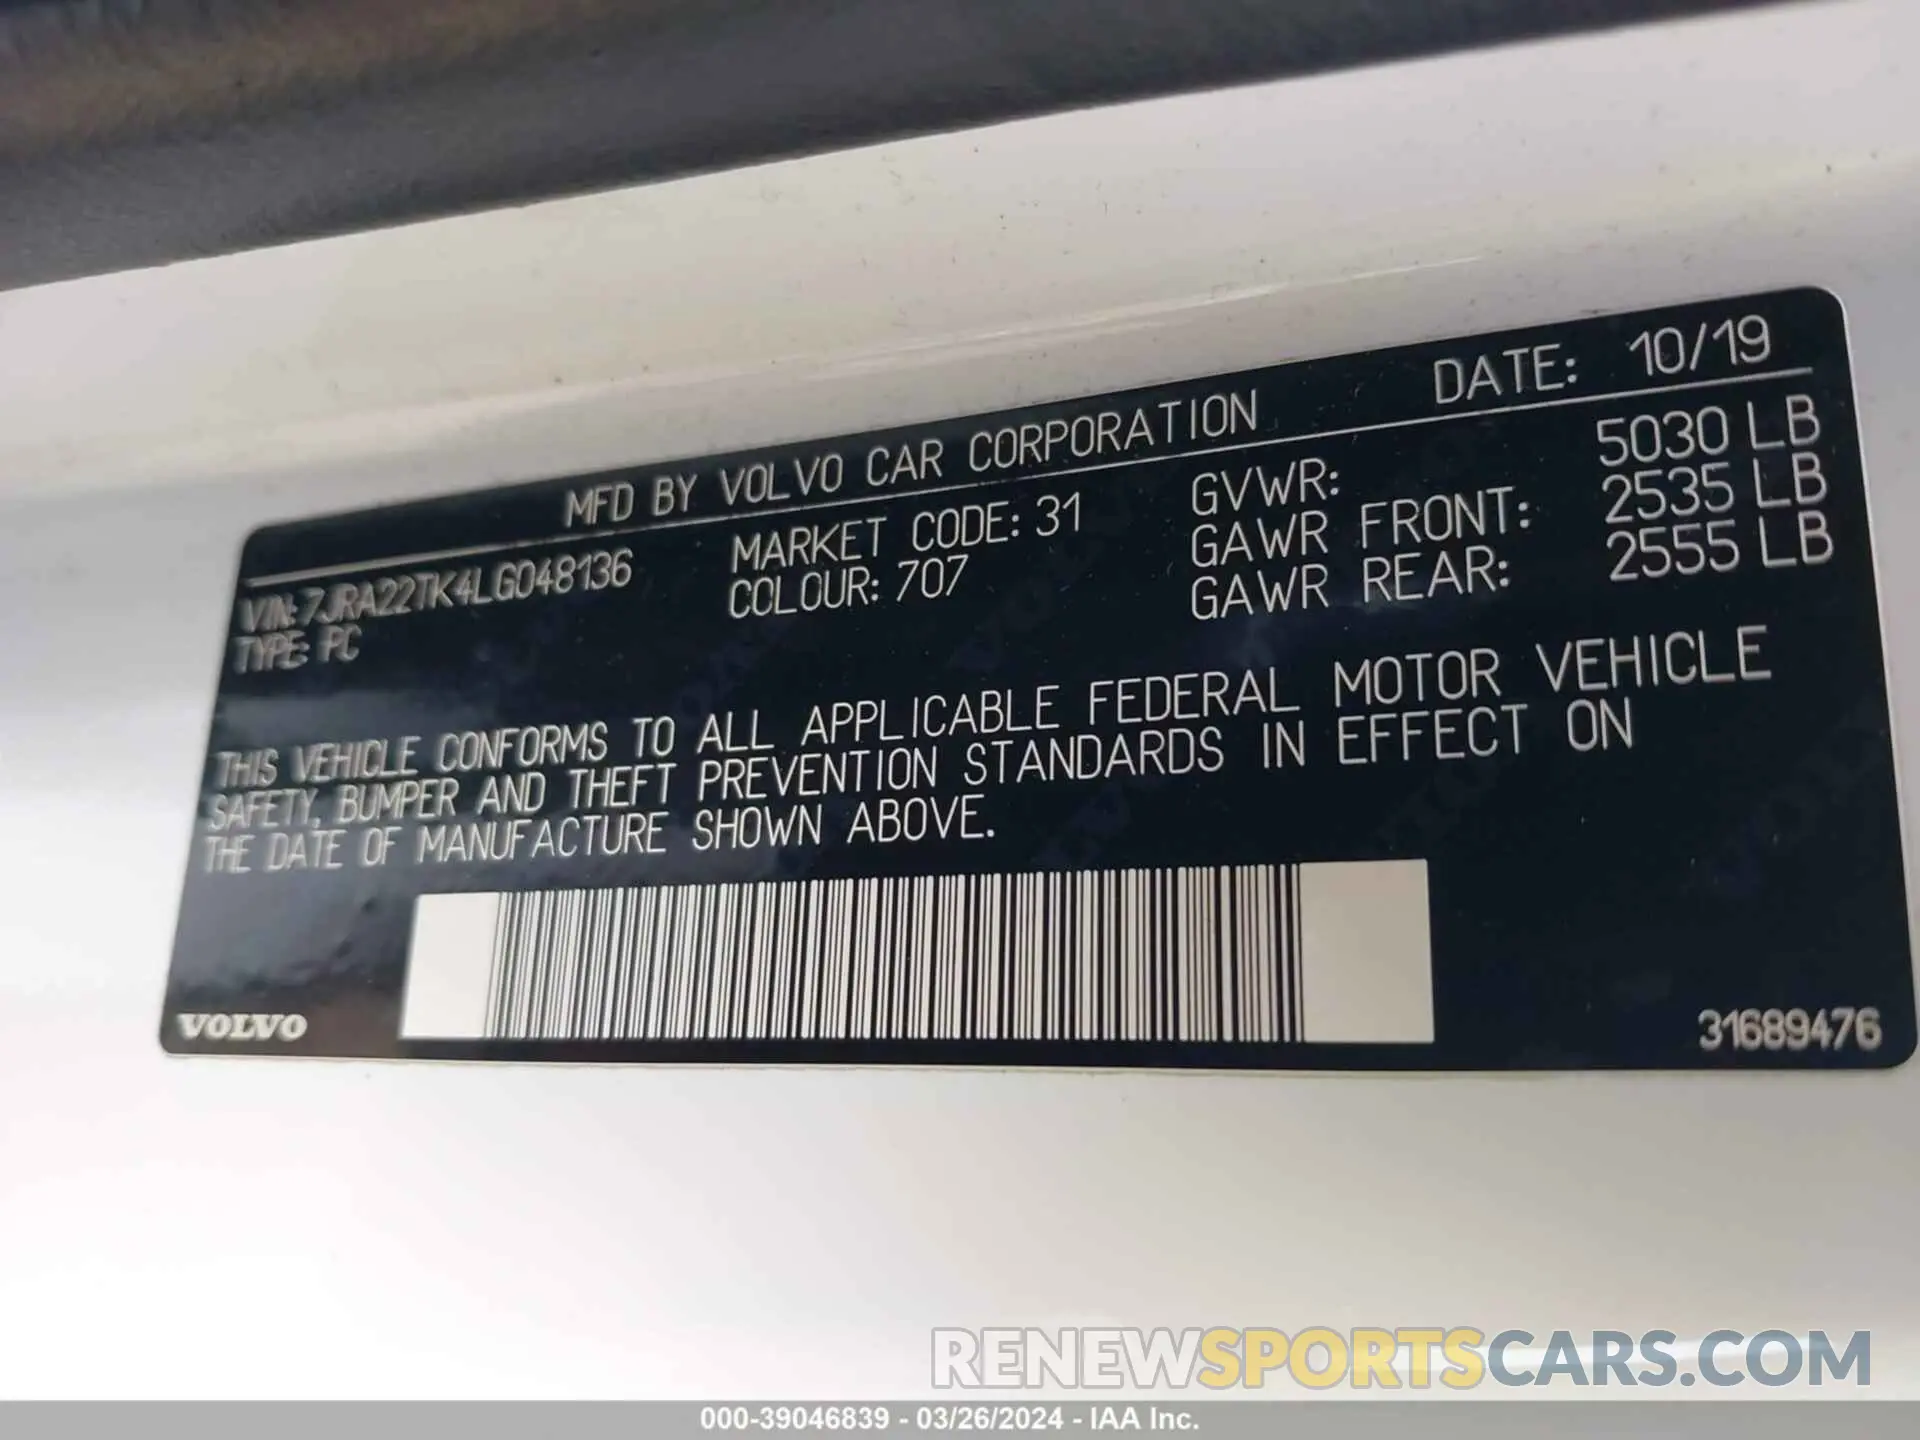 MFD BY VOLVO CAR CORPORATION DATE: 10/19
VIN: 7JRA22TK4LG048136 MARKET CODE: 31 GVWR: 5030 LB
TYPE: PC COLOUR: 707 GAWR FRONT: 2535 LB
GAWR REAR: 2555 LB
THIS VEHICLE CONFORMS TO ALL APPLICABLE FEDERAL MOTOR VEHICLE
SAFETY, BUMPER AND THEFT PREVENTION STANDARDS IN EFFECT ON
THE DATE OF MANUFACTURE SHOWN ABOVE.
VOLVO 31689476
RENEWSPORTSCARS.COM
000-39046839 - 03/26/2024 - IAA Inc.